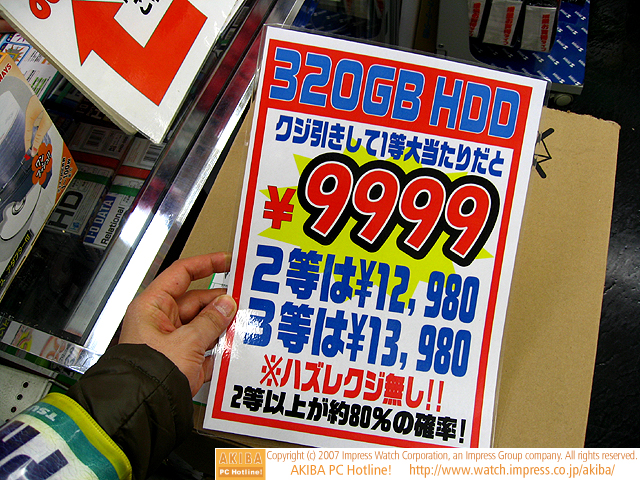 320GB HDD
クジ引きして1等大当たりだと
¥9999
2等は¥12,980
3等は¥13,980
※ハズレクジ無し!!
2等以上が約80%の確率!
I-O DATA
Relational
HD
AKIBA
PC Hotline!
Copyright (c) 2007 Impress Watch Corporation, an Impress Group company. All rights reserved.
AKIBA PC Hotline! http://www.watch.impress.co.jp/akiba/